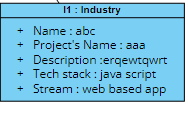 I1 : Industry
+ Name : abc
+ Project's Name : aaa
+ Description :erqewtqwrt
+ Tech stack : java script
+ Stream : web based app